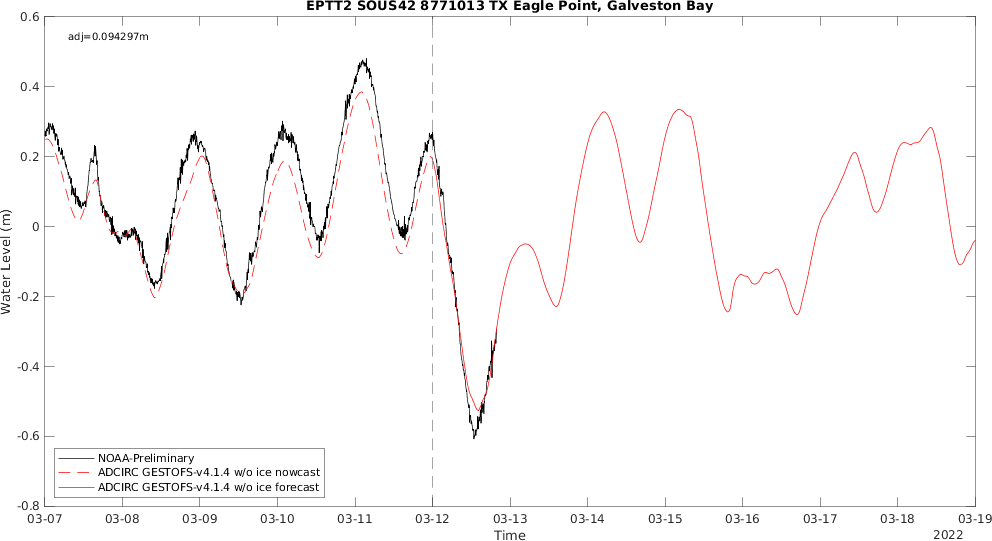 EPTT2 SOUS42 8771013 TX Eagle Point, Galveston Bay
adj=0.094297m
0.6
0.4
0.2
0
-0.2
-0.4
-0.6
-0.8
Water Level (m)
NOAA-Preliminary
ADCIRC GESTOFS-v4.1.4 w/o ice nowcast
ADCIRC GESTOFS-v4.1.4 w/o ice forecast
03-07 03-08 03-09 03-10 03-11 03-12 03-13 03-14 03-15 03-16 03-17 03-18 03-19
Time
2022